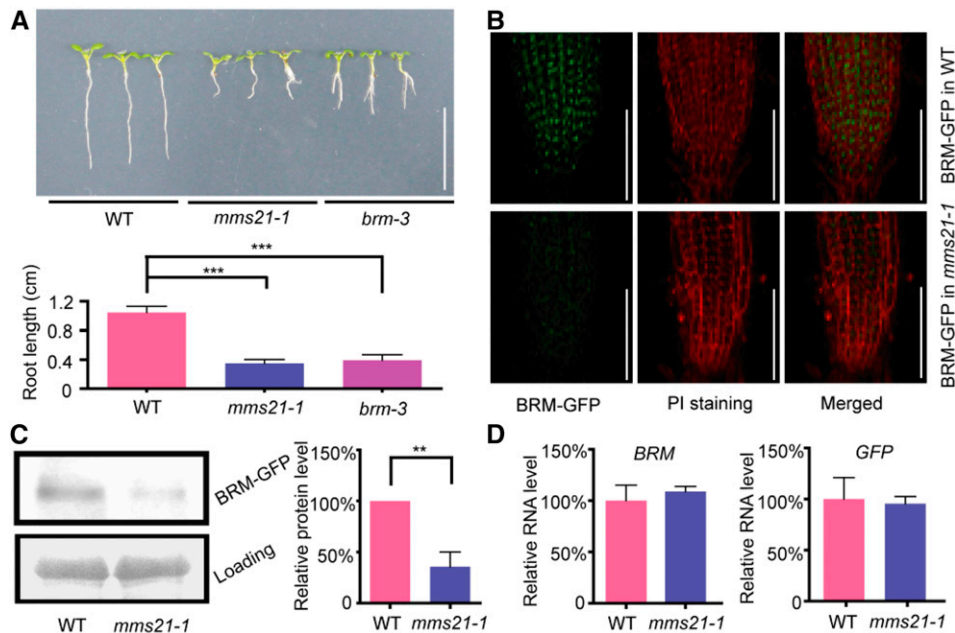 A
WT mms21-1 brm-3
***
***
Root length (cm)
1.2
0.8
0.4
0
WT mms21-1 brm-3
B
BRM-GFP in WT
BRM-GFP in mms21-1
BRM-GFP PI staining Merged
C
BRM-GFP
Loading
WT mms21-1
**
Relative protein level
150%
100%
50%
0
WT mms21-1
D
BRM
Relative RNA level
150%
100%
50%
0
WT mms21-1
GFP
Relative RNA level
150%
100%
50%
0
WT mms21-1